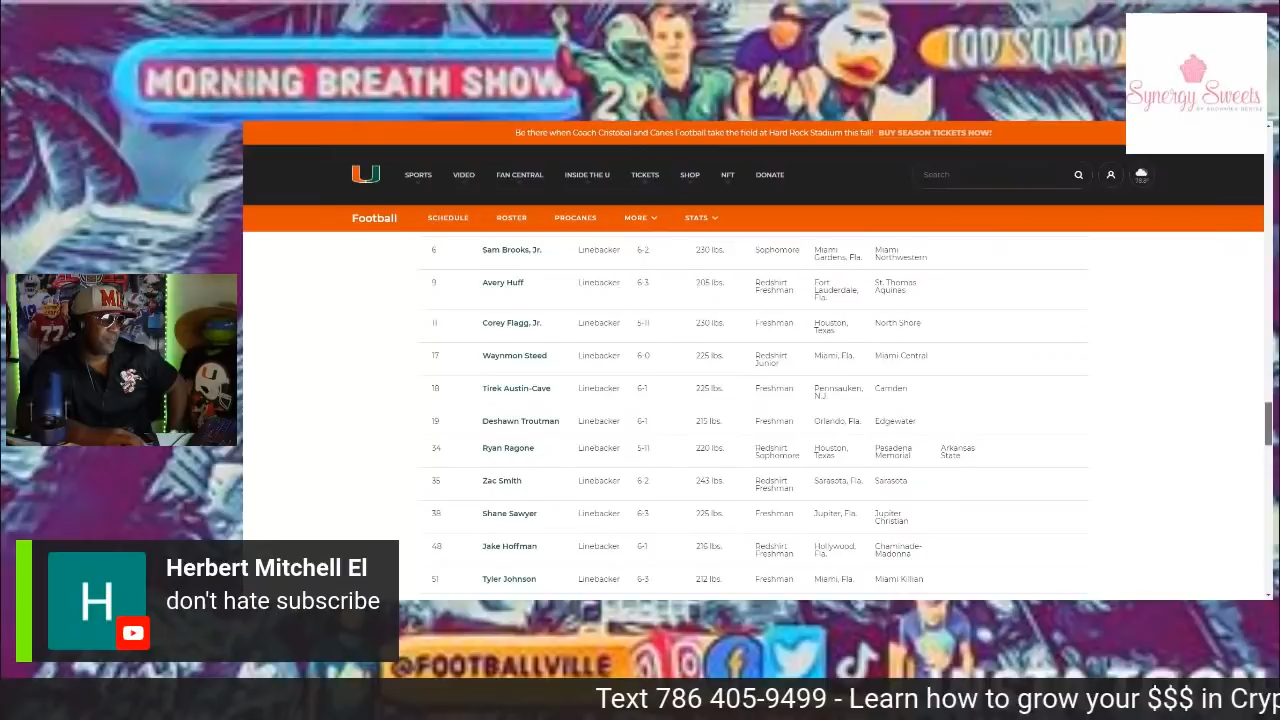 MORNING BREATH SHOW
TOO SQUAD
Synergy Sweets
Be there when Coach Cristobal and Canes Football take the field at Hard Rock Stadium this fall! BUY SEASON TICKETS NOW!
SPORTS VIDEO FAN CENTRAL INSIDE THE U TICKETS SHOP NFT DONATE Search
Football SCHEDULE ROSTER PROCANES MORE STATS
6 Sam Brooks, Jr. Linebacker 6-2 230 lbs. Sophomore Miami Gardens, Fla. Miami Northwestern
9 Avery Huff Linebacker 6-3 205 lbs. Redshirt Freshman Fort Lauderdale, Fla. St. Thomas Aquinas
11 Corey Flagg, Jr. Linebacker 5-11 230 lbs. Freshman Houston, Texas North Shore
17 Waynmon Steed Linebacker 6-0 225 lbs. Redshirt Junior Miami, Fla. Miami Central
18 Tirek Austin-Cave Linebacker 6-1 225 lbs. Freshman Pennsauken, N.J. Camden
19 Deshawn Troutman Linebacker 6-1 215 lbs. Freshman Orlando, Fla. Edgewater
34 Ryan Ragone Linebacker 5-11 220 lbs. Redshirt Sophomore Houston, Texas Pasadena Memorial Arkansas State
35 Zac Smith Linebacker 6-2 243 lbs. Redshirt Freshman Sarasota, Fla. Sarasota
38 Shane Sawyer Linebacker 6-3 225 lbs. Freshman Jupiter, Fla. Jupiter Christian
48 Jake Hoffman Linebacker 6-1 216 lbs. Redshirt Freshman Hollywood, Fla. Chaminade-Madonna
51 Tyler Johnson Linebacker 6-3 212 lbs. Freshman Miami, Fla. Miami Killian
H
Herbert Mitchell El
don't hate subscribe
@FOOTBALLVILLE
Text 786 405-9499 - Learn how to grow your $$$ in Cryp